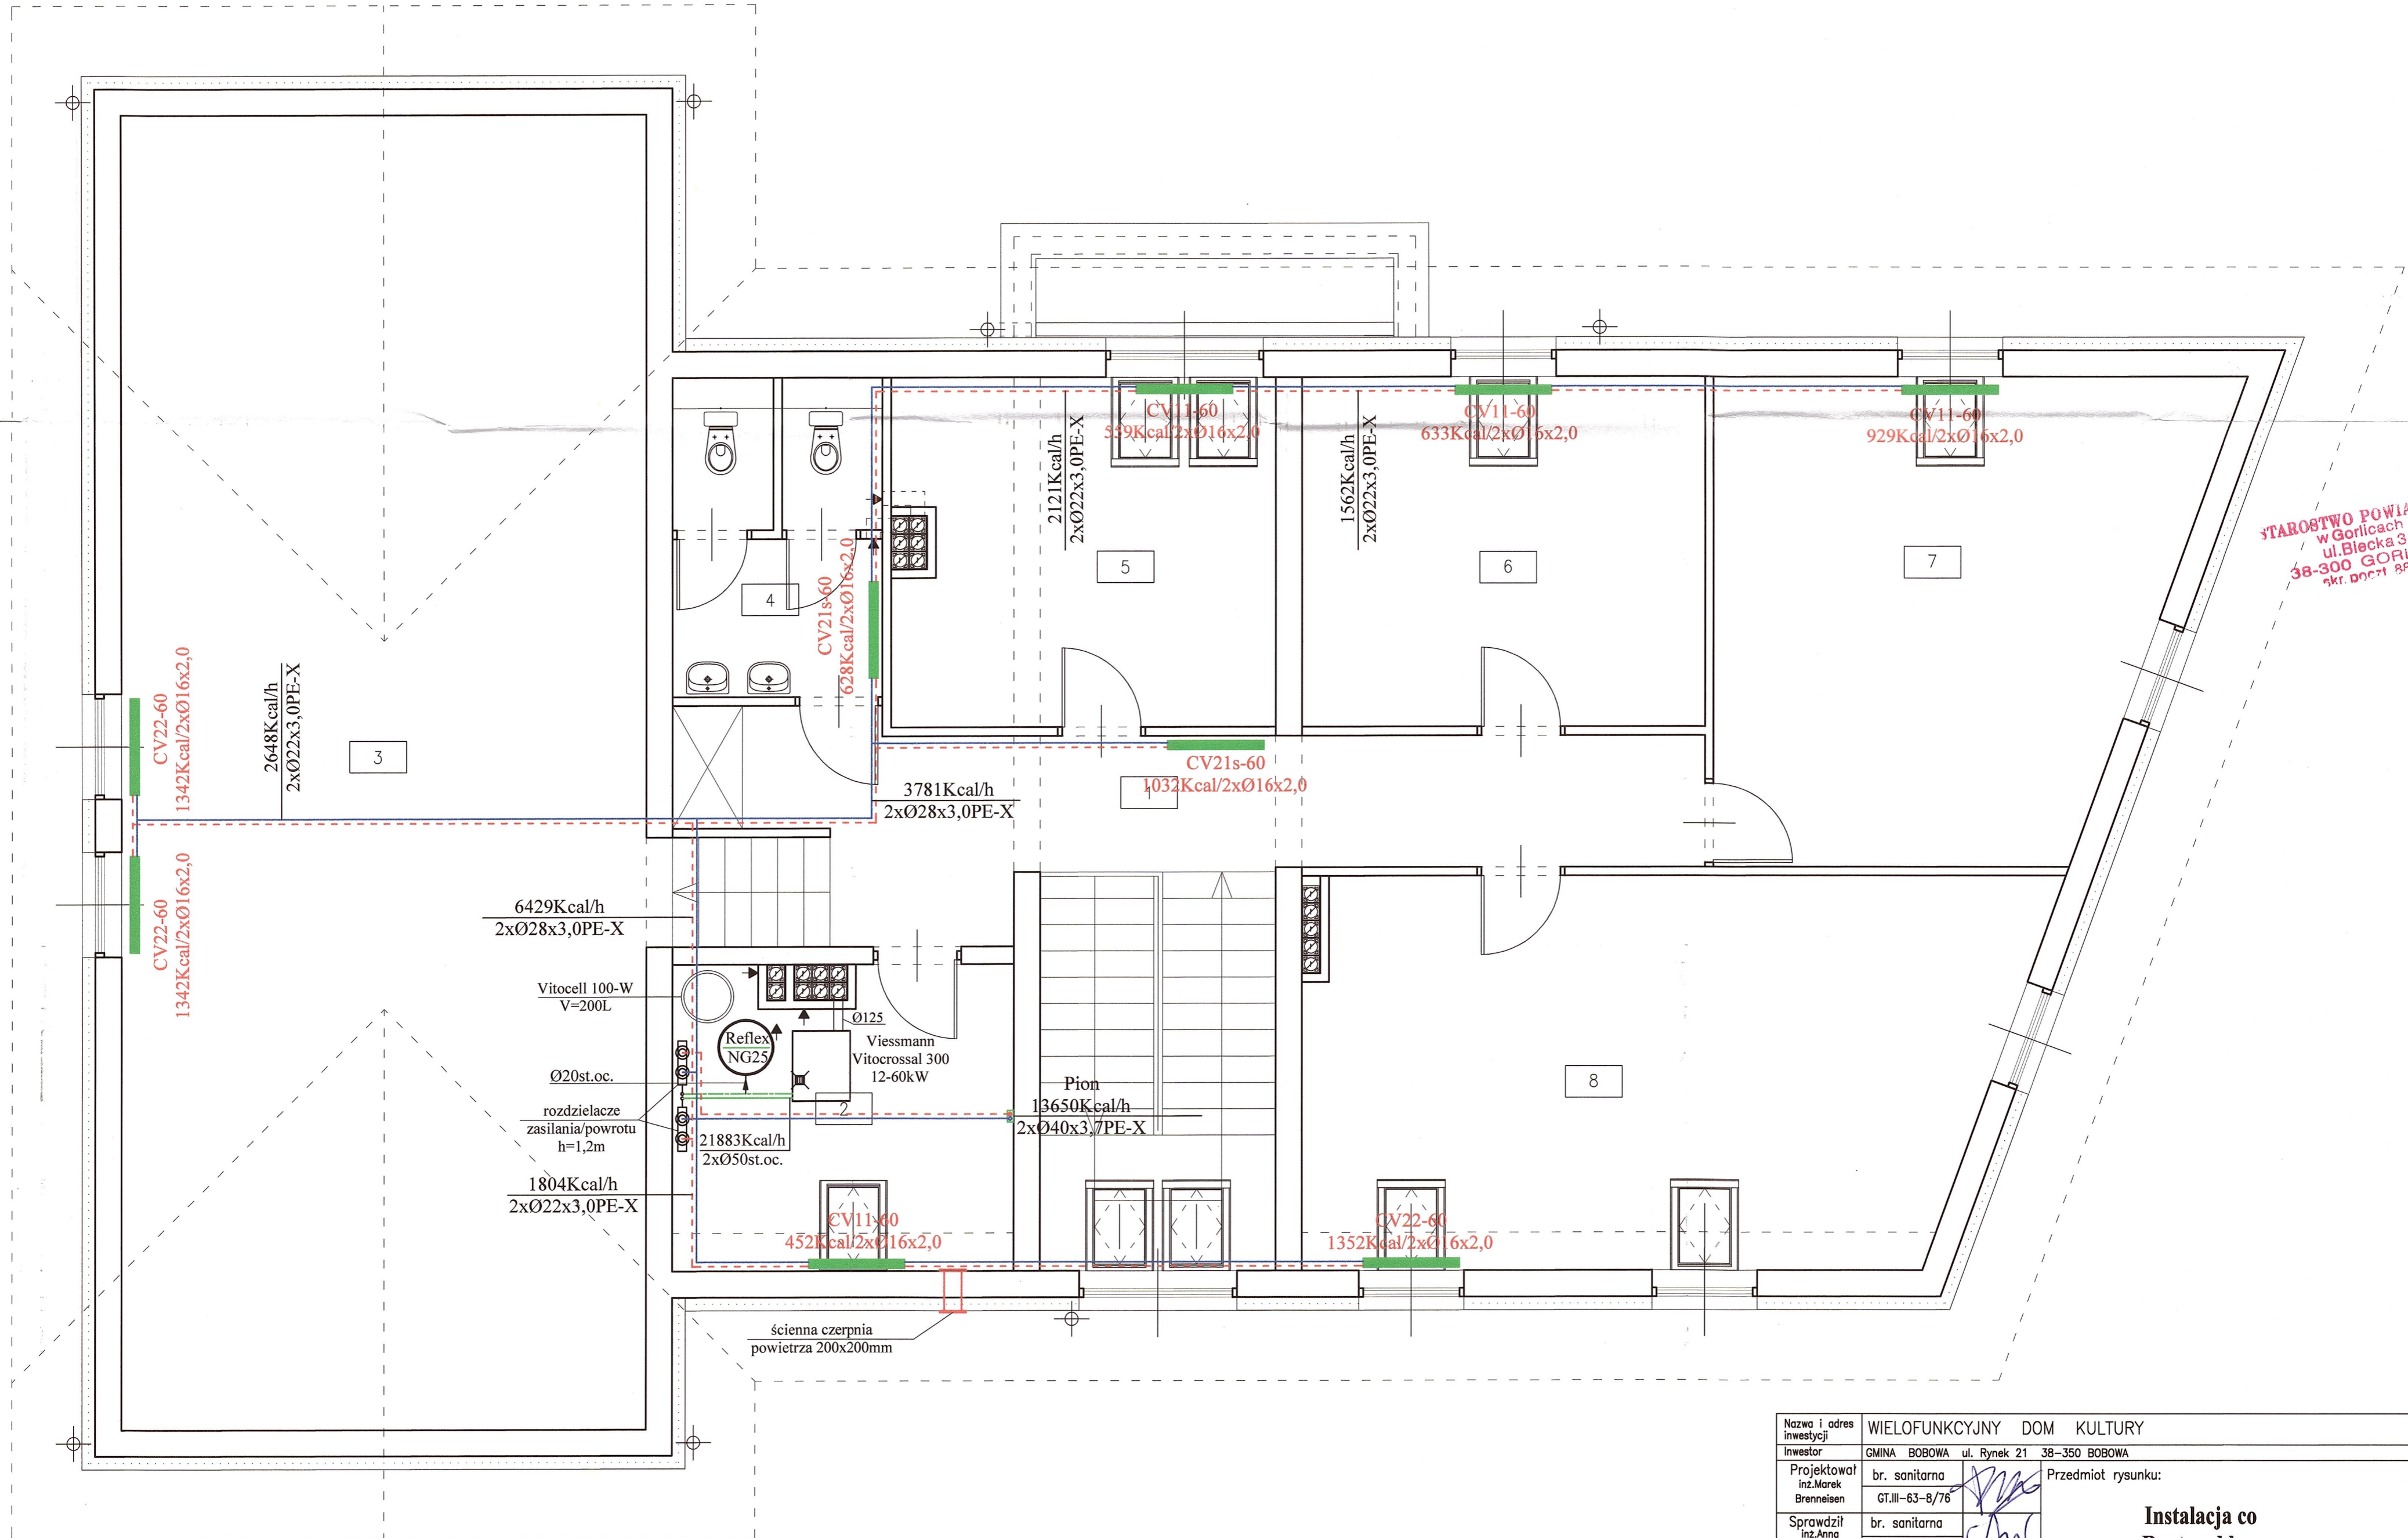 CV11-60
559Kcal/2xØ16x2,0
CV11-60
633Kcal/2xØ16x2,0
CV11-60
929Kcal/2xØ16x2,0
2121Kcal/h
2xØ22x3,0PE-X
1562Kcal/h
2xØ22x3,0PE-X
STAROSTWO
w Gorlicach
ul.Biecka 3
38-300
skr. poczt.
5
6
7
4
CV21s-60
628Kcal/2xØ16x2,0
CV22-60
1342Kcal/2xØ16x2,0
2648Kcal/h
2xØ22x3,0PE-X
3
CV21s-60
1032Kcal/2xØ16x2,0
1
3781Kcal/h
2xØ28x3,0PE-X
CV22-60
1342Kcal/2xØ16x2,0
6429Kcal/h
2xØ28x3,0PE-X
Vitocell 100-W
V=200L
Reflex
NG25
Ø125
Viessmann
Vitocrossal 300
12-60kW
Ø20st.oc.
rozdzielacze
zasilania/powrotu
h=1,2m
2
21883Kcal/h
2xØ50st.oc.
Pion
13650Kcal/h
2xØ40x3,7PE-X
8
1804Kcal/h
2xØ22x3,0PE-X
CV11-60
452Kcal/2xØ16x2,0
CV22-60
1352Kcal/2xØ16x2,0
ścienna czerpnia
powietrza 200x200mm
Nazwa i adres
inwestycji
WIELOFUNKCYJNY DOM KULTURY
Inwestor
GMINA BOBOWA ul. Rynek 21 38-350 BOBOWA
Projektował
inż.Marek
Brenneisen
br. sanitarna
GT.III-63-8/76
Przedmiot rysunku:
Sprawdził
inż.Anna
br. sanitarna
Instalacja co